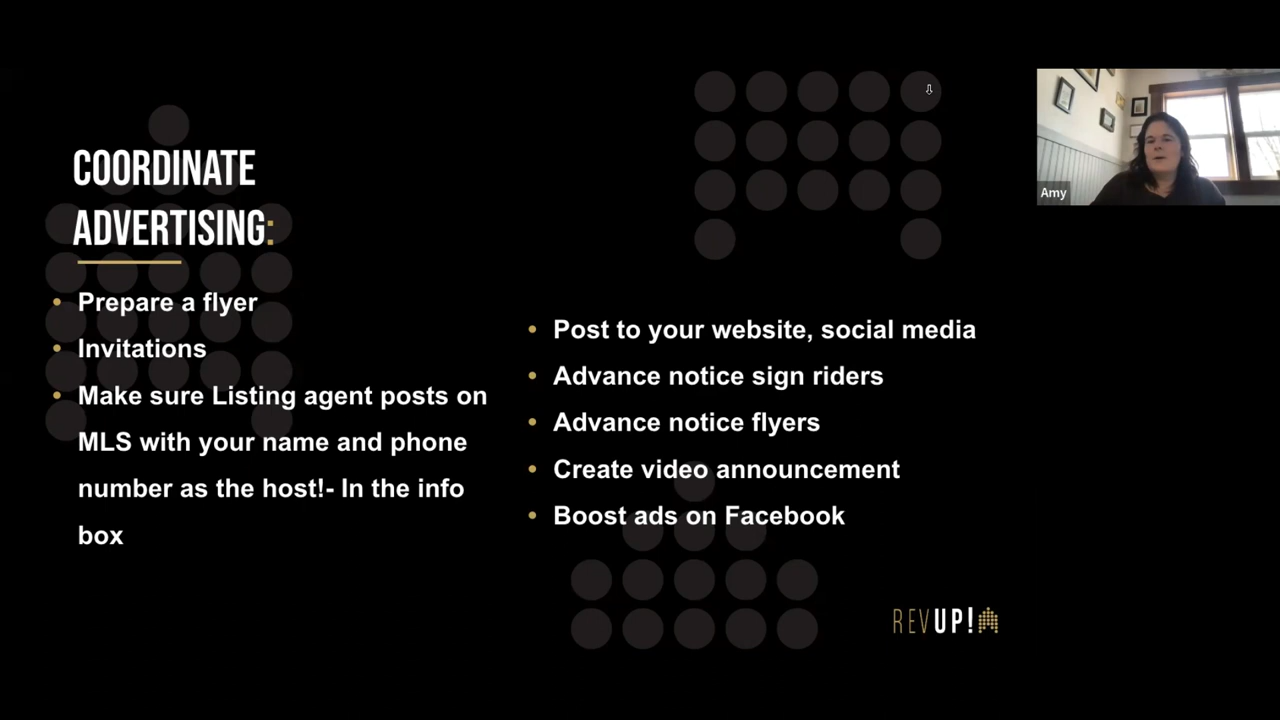 COORDINATE
ADVERTISING:
Prepare a flyer
Invitations
Make sure Listing agent posts on
MLS with your name and phone
number as the host!- In the info
box
Post to your website, social media
Advance notice sign riders
Advance notice flyers
Create video announcement
Boost ads on Facebook
REVUP!
Amy